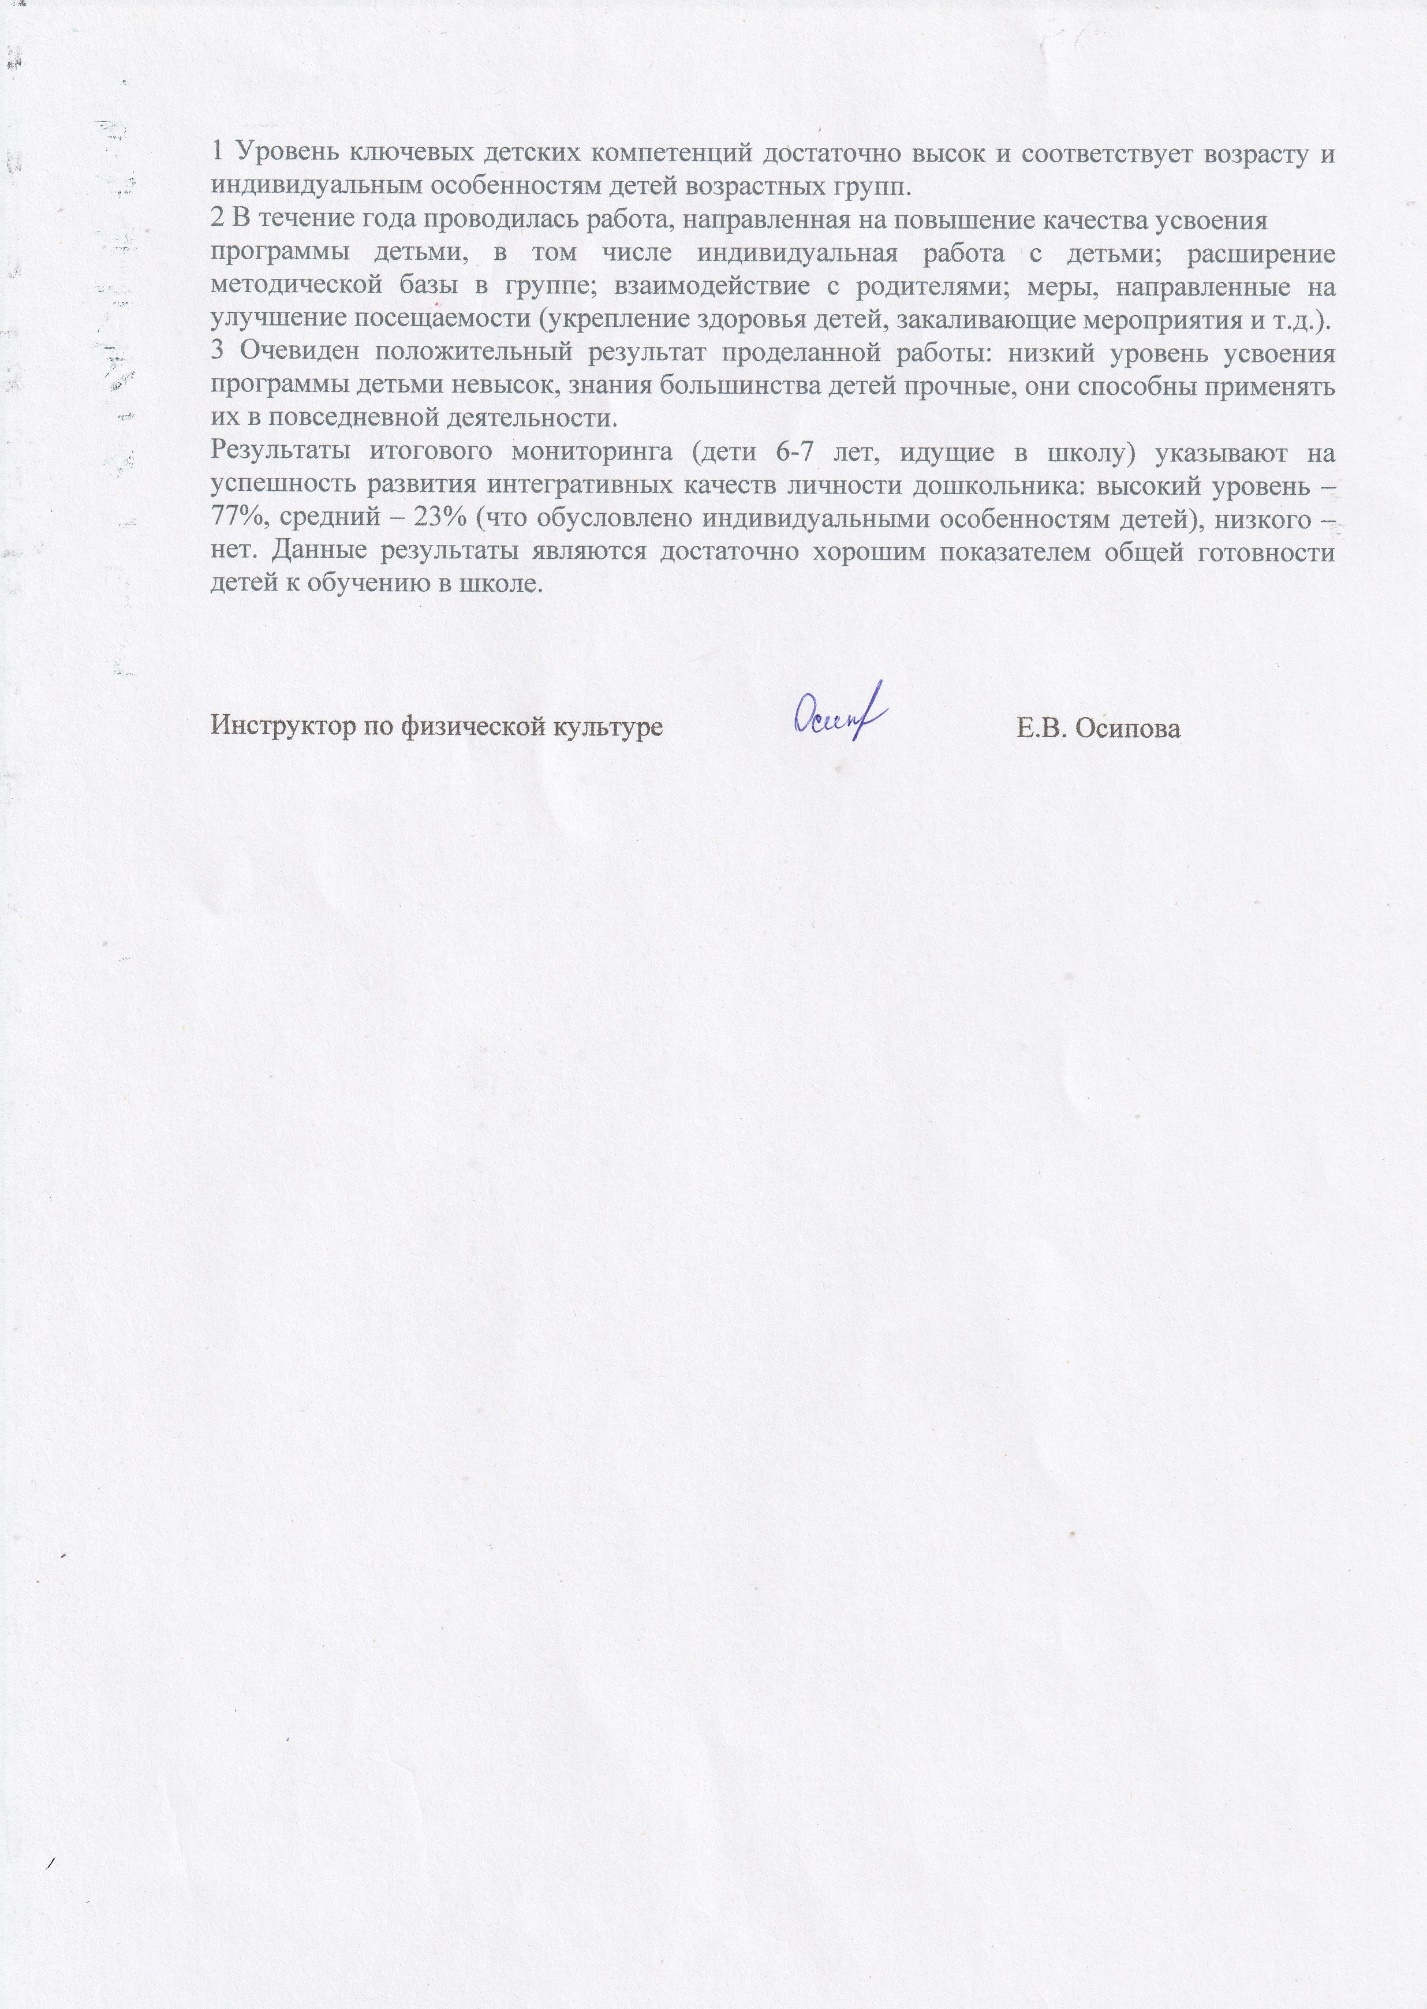 1 Уровень ключевых детских компетенций достаточно высок и соответствует возрасту и
индивидуальным особенностям детей возрастных групп.
2 В течение года проводилась работа, направленная на повышение качества усвоения
программы детьми, в том числе индивидуальная работа с детьми; расширение
методической базы в группе; взаимодействие с родителями; меры, направленные на
улучшение посещаемости (укрепление здоровья детей, закаливающие мероприятия и т.д.).
3 Очевиден положительный результат проделанной работы: низкий уровень усвоения
программы детьми невысок, знания большинства детей прочные, они способны применять
их в повседневной деятельности.
Результаты итогового мониторинга (дети 6-7 лет, идущие в школу) указывают на
успешность развития интегративных качеств личности дошкольника: высокий уровень –
77%, средний – 23% (что обусловлено индивидуальными особенностям детей), низкого –
нет. Данные результаты являются достаточно хорошим показателем общей готовности
детей к обучению в школе.
Инструктор по физической культуре Осип Е.В. Осипова